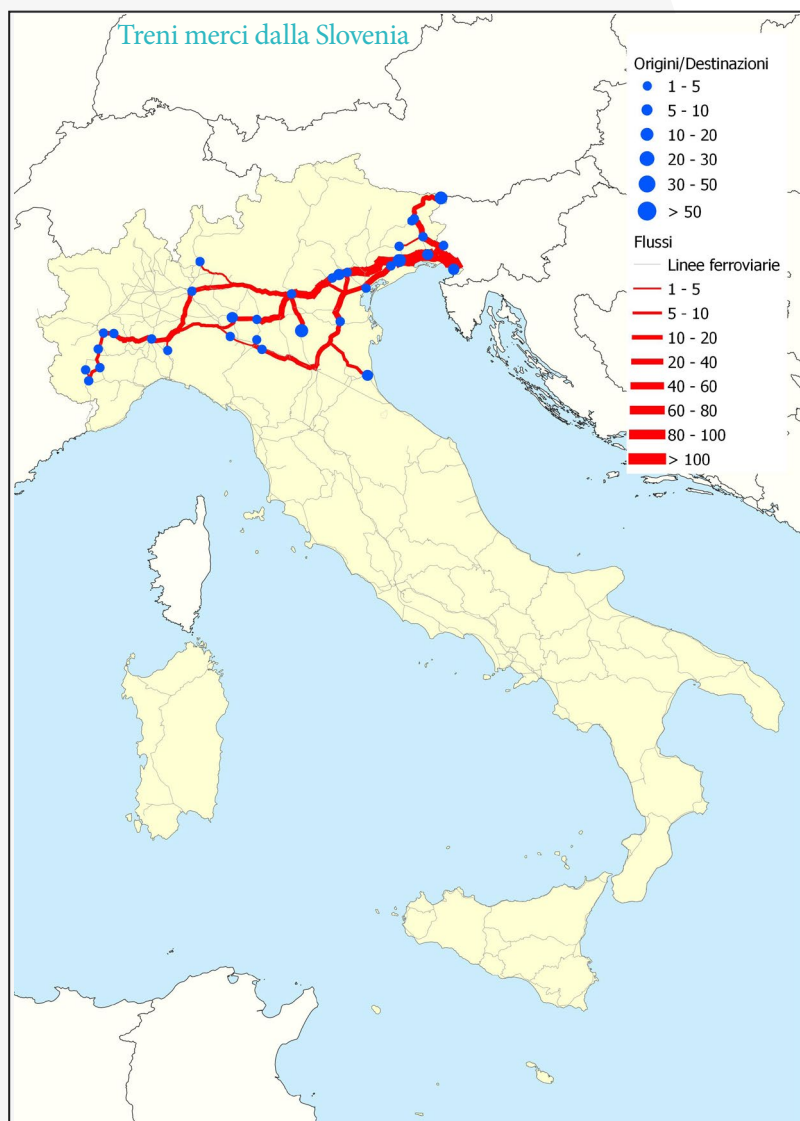 Treni merci dalla Slovenia
Origini/Destinazioni
1 - 5
5 - 10
10 - 20
20 - 30
30 - 50
> 50
Flussi
Linee ferroviarie
1 - 5
5 - 10
10 - 20
20 - 40
40 - 60
60 - 80
80 - 100
> 100